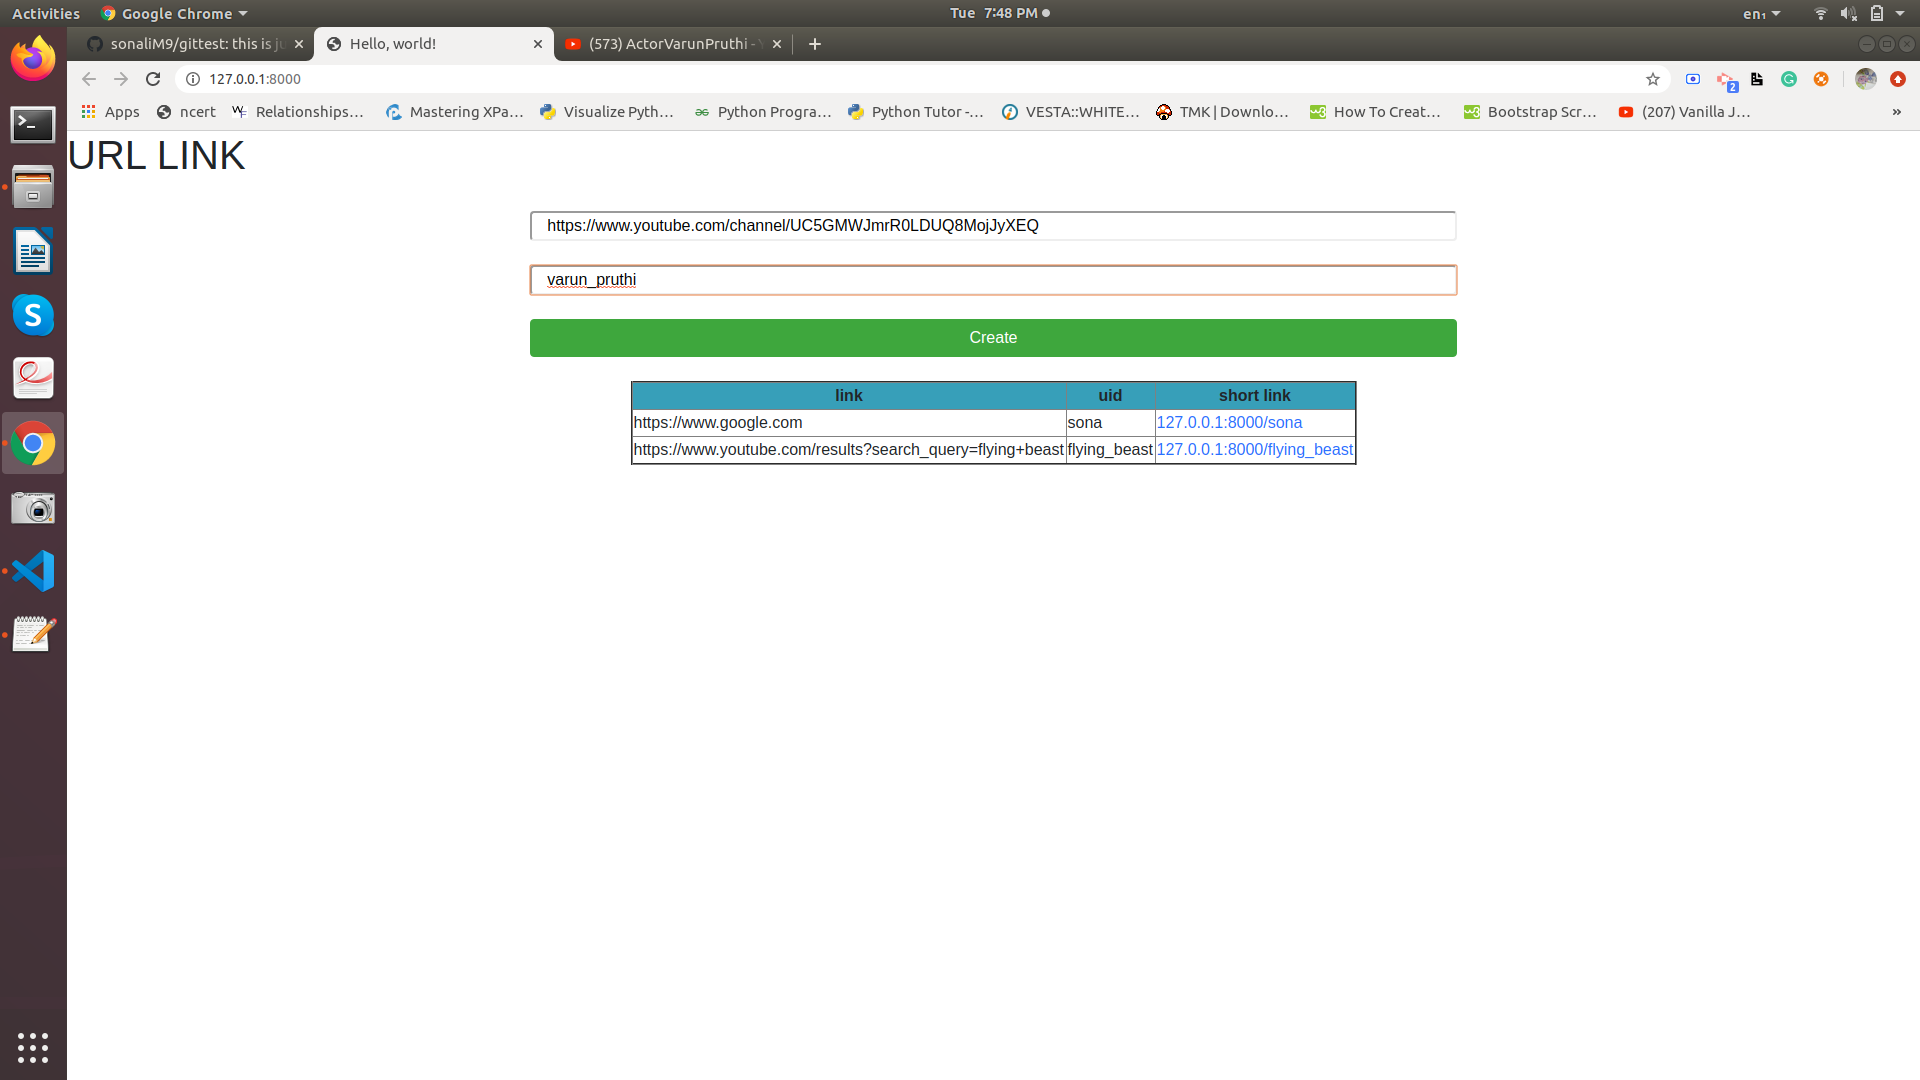 Activities Google Chrome Tue 7:48 PM en₁
sonaliM9/gittest: this is ju Hello, world! (573) ActorVarunPruthi - Y
127.0.0.1:8000 2
Apps ncert Relationships... Mastering XPa... Visualize Pyth... Python Progra... Python Tutor -... VESTA::WHITE... TMK | Downlo... How To Creat... Bootstrap Scr... (207) Vanilla J... »
URL LINK
https://www.youtube.com/channel/UC5GMWJmrR0LDUQ8MojJyXEQ
varun_pruthi
Create
link uid short link
https://www.google.com sona 127.0.0.1:8000/sona
https://www.youtube.com/results?search_query=flying+beast flying_beast 127.0.0.1:8000/flying_beast